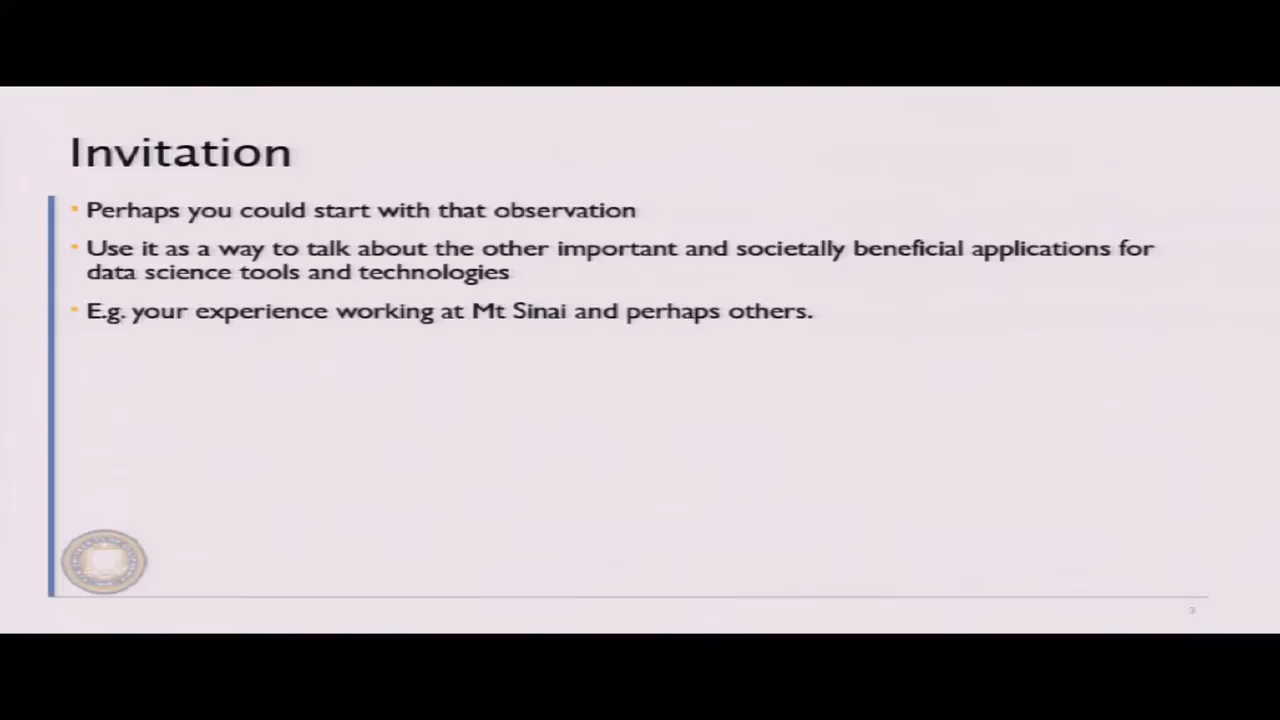 Invitation
Perhaps you could start with that observation
Use it as a way to talk about the other important and societally beneficial applications for
data science tools and technologies
E.g. your experience working at Mt Sinai and perhaps others.
3